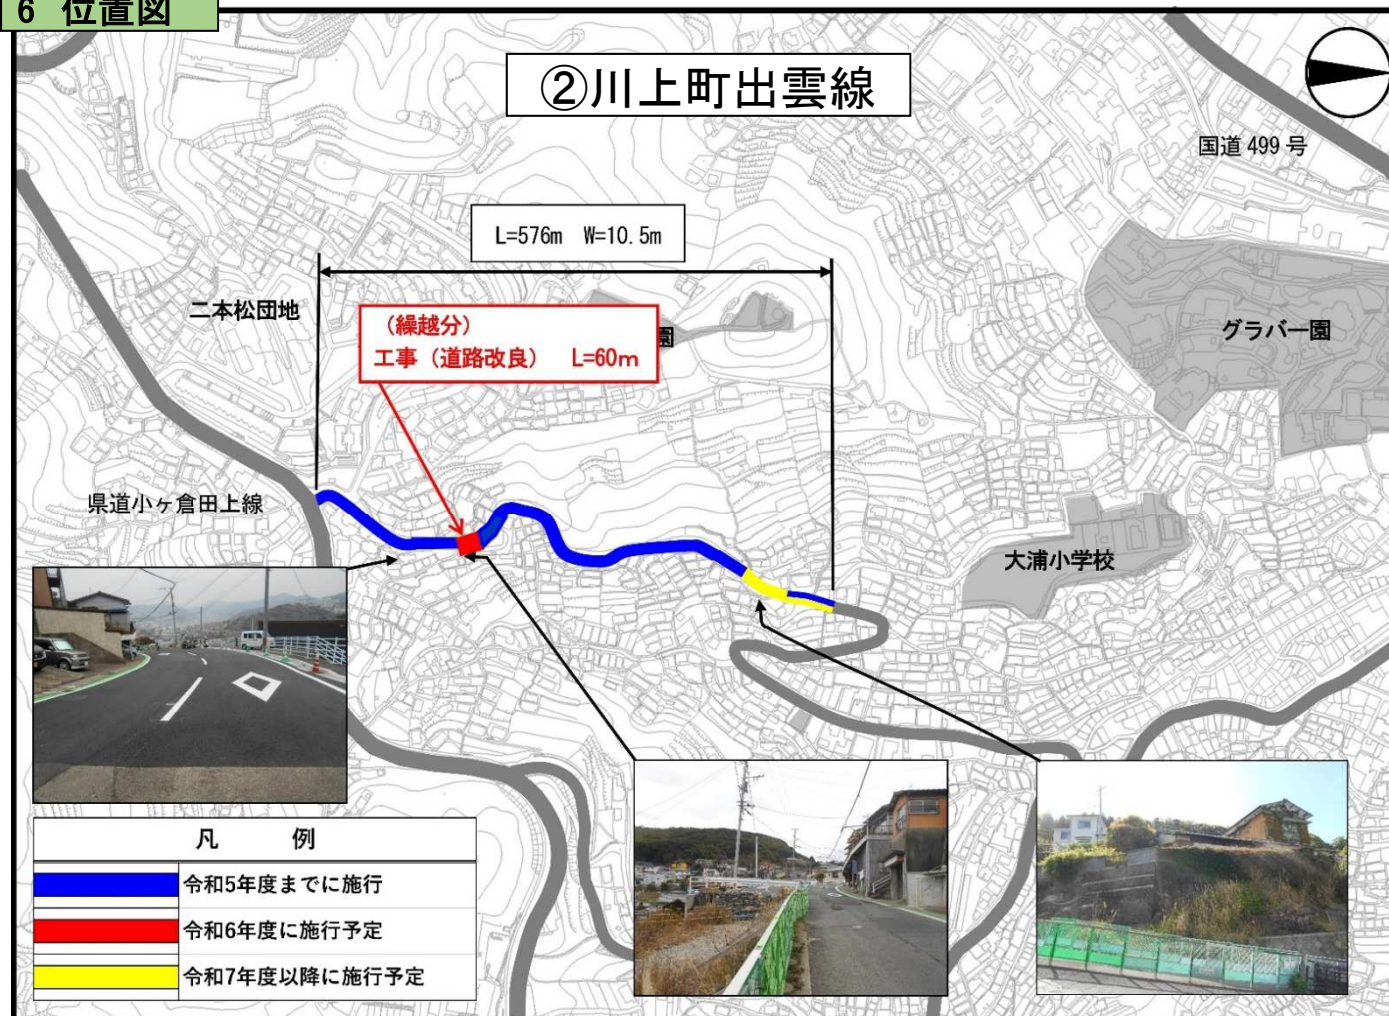 6 位置図
②川上町出雲線
国道499号
L=576m W=10.5m
二本松団地
(繰越分)
工事(道路改良) L=60m
園
グラバー園
県道小ヶ倉田上線
大浦小学校
凡 例
令和5年度までに施行
令和6年度に施行予定
令和7年度以降に施行予定